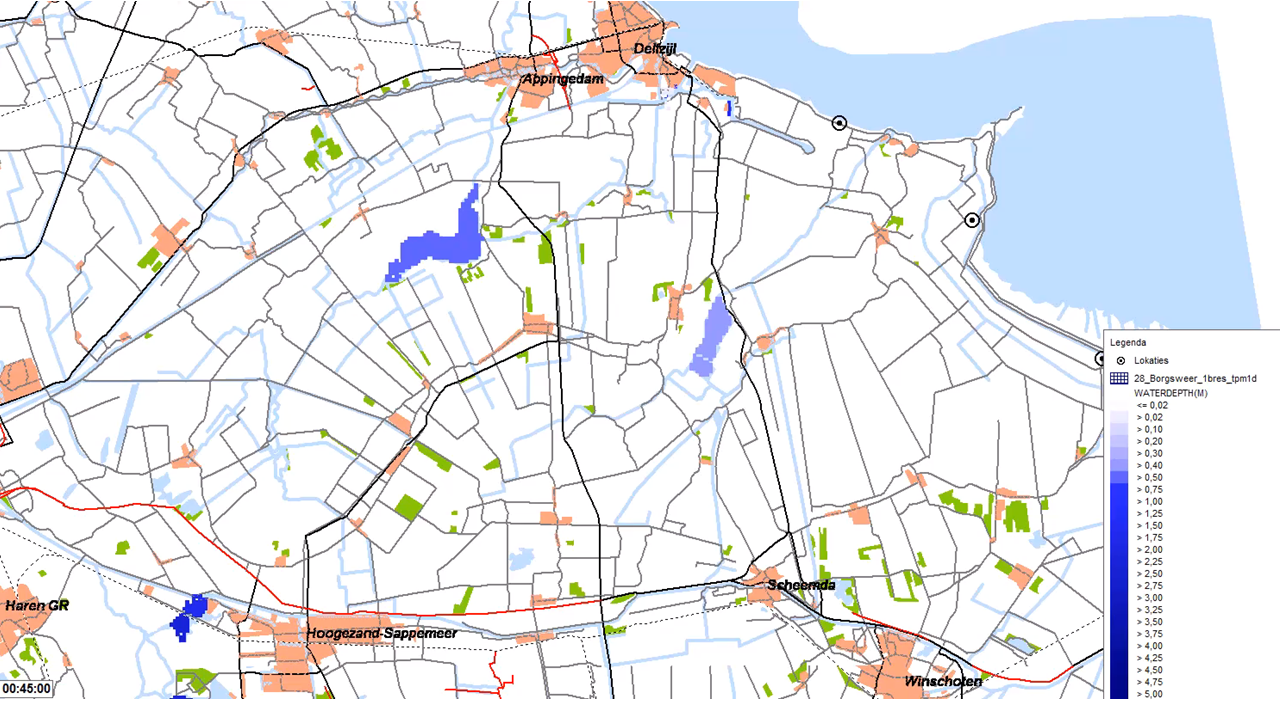 Delfzijl
Appingedam
Legenda
Lokaties
28_Borgsweer_1bres_tpm1d
WATERDEPTH(M)
<= 0,02
> 0,02
> 0,10
> 0,20
> 0,30
> 0,40
> 0,50
> 0,75
> 1,00
> 1,25
> 1,50
> 1,75
> 2,00
> 2,25
> 2,50
> 2,75
> 3,00
> 3,25
> 3,50
> 3,75
> 4,00
> 4,25
> 4,50
> 4,75
> 5,00
Scheemda
Haren GR
Hoogezand-Sappemeer
Winschoten
00:45:00